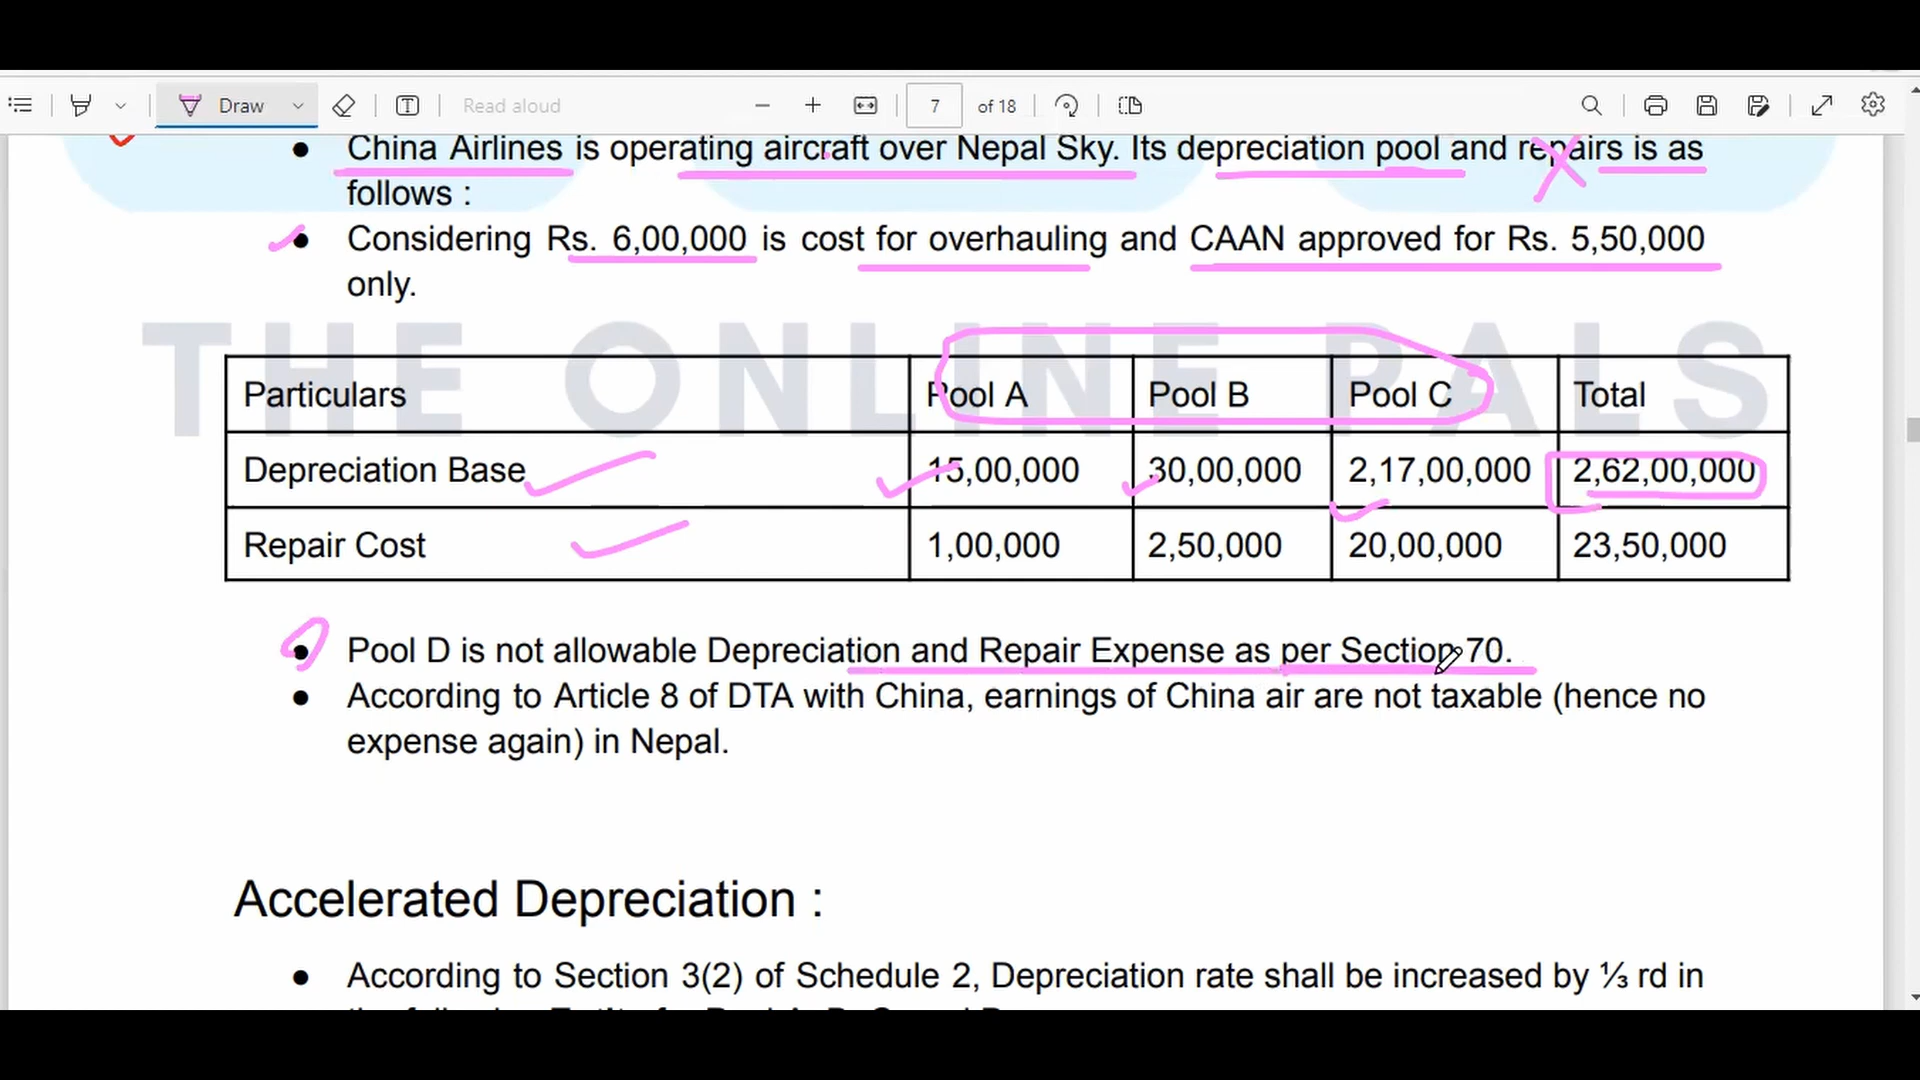 Draw
Read aloud
7 of 18
China Airlines is operating aircraft over Nepal Sky. Its depreciation pool and repairs is as
follows :
Considering Rs. 6,00,000 is cost for overhauling and CAAN approved for Rs. 5,50,000
only.
THE ONLINE PALS
Particulars Pool A Pool B Pool C Total
Depreciation Base 15,00,000 30,00,000 2,17,00,000 2,62,00,000
Repair Cost 1,00,000 2,50,000 20,00,000 23,50,000
Pool D is not allowable Depreciation and Repair Expense as per Section 70.
According to Article 8 of DTA with China, earnings of China air are not taxable (hence no
expense again) in Nepal.
Accelerated Depreciation :
According to Section 3(2) of Schedule 2, Depreciation rate shall be increased by ⅓ rd in